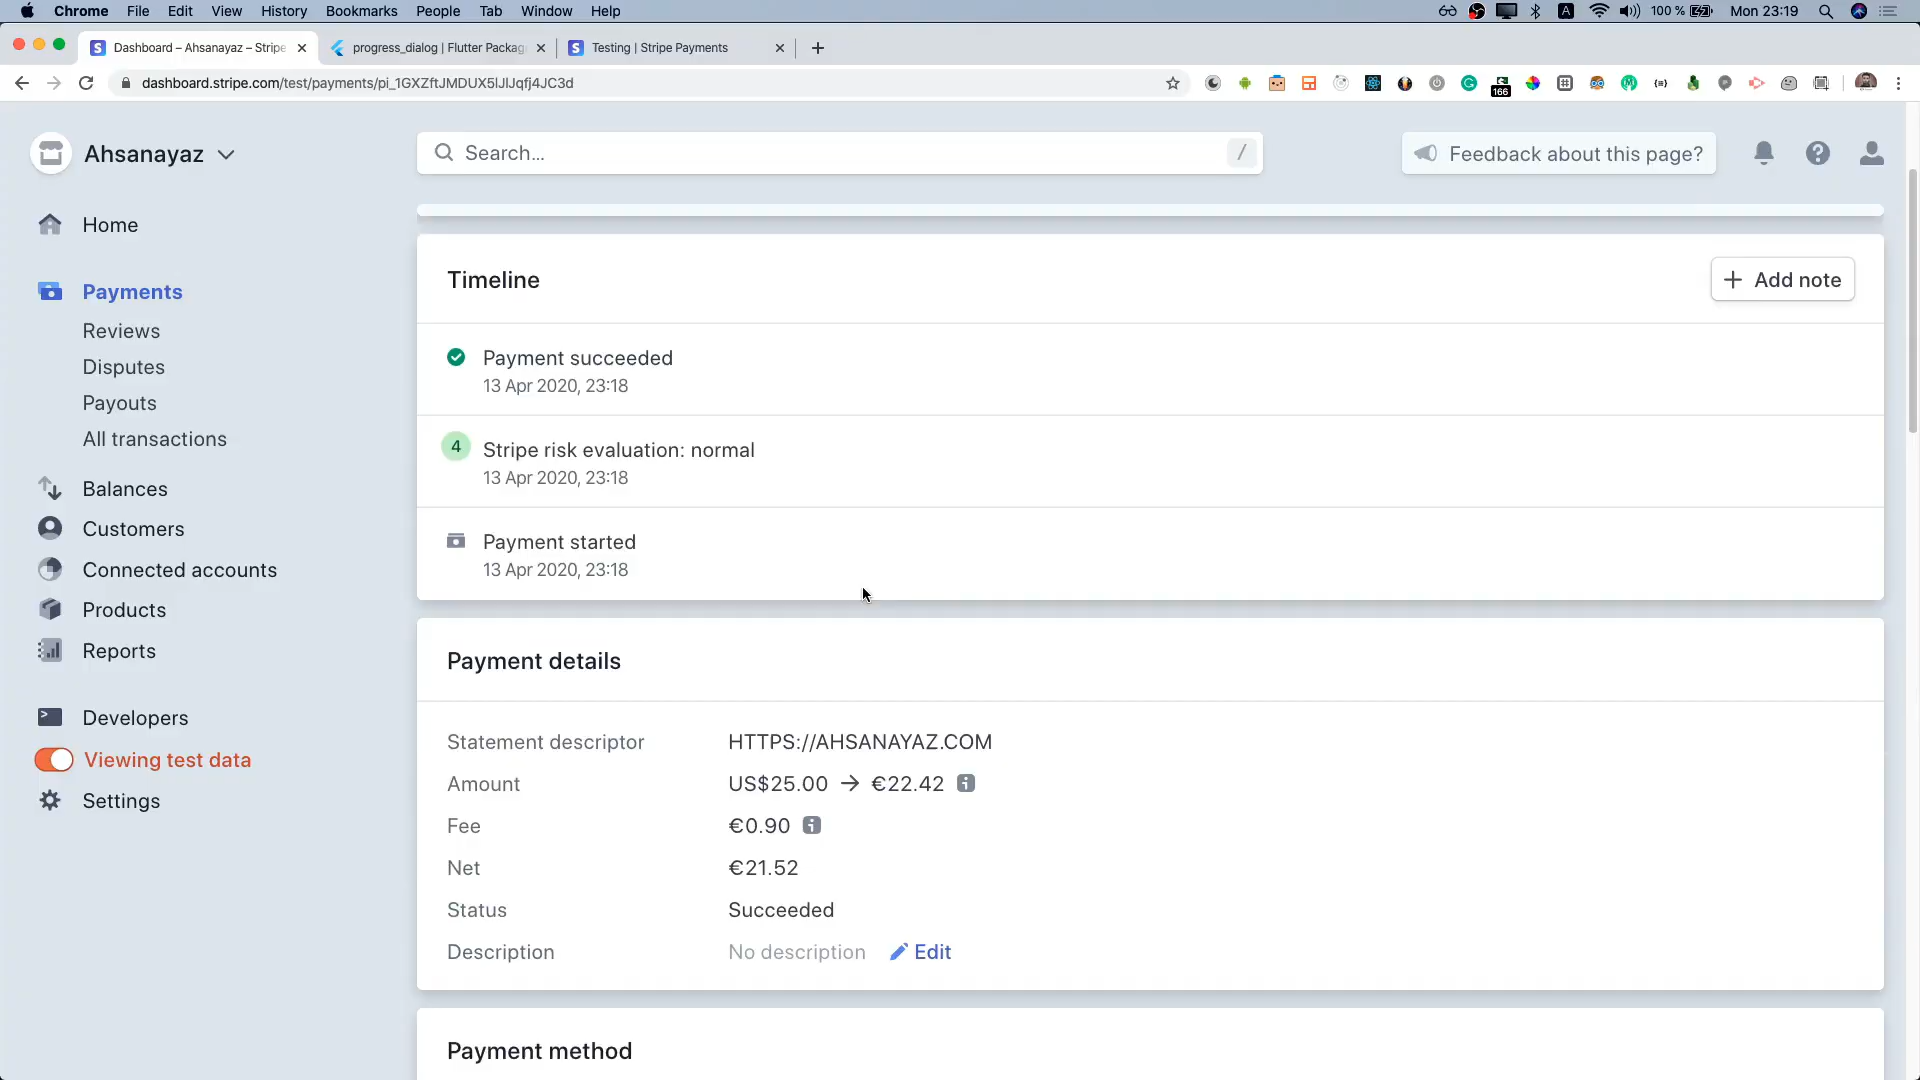 Chrome File Edit View History Bookmarks People Tab Window Help
100 % Mon 23:19
Dashboard – Ahsanayaz – Stripe
progress_dialog | Flutter Packag
Testing | Stripe Payments
dashboard.stripe.com/test/payments/pi_1GXZftJMDUX5lJlJqfj4JC3d
166
Ahsanayaz
Search…
/
Feedback about this page?
Home
Payments
Reviews
Disputes
Payouts
All transactions
Balances
Customers
Connected accounts
Products
Reports
Developers
Viewing test data
Settings
Timeline
Add note
Payment succeeded
13 Apr 2020, 23:18
4 Stripe risk evaluation: normal
13 Apr 2020, 23:18
Payment started
13 Apr 2020, 23:18
Payment details
Statement descriptor HTTPS://AHSANAYAZ.COM
Amount US$25.00 → €22.42
Fee €0.90
Net €21.52
Status Succeeded
Description No description Edit
Payment method